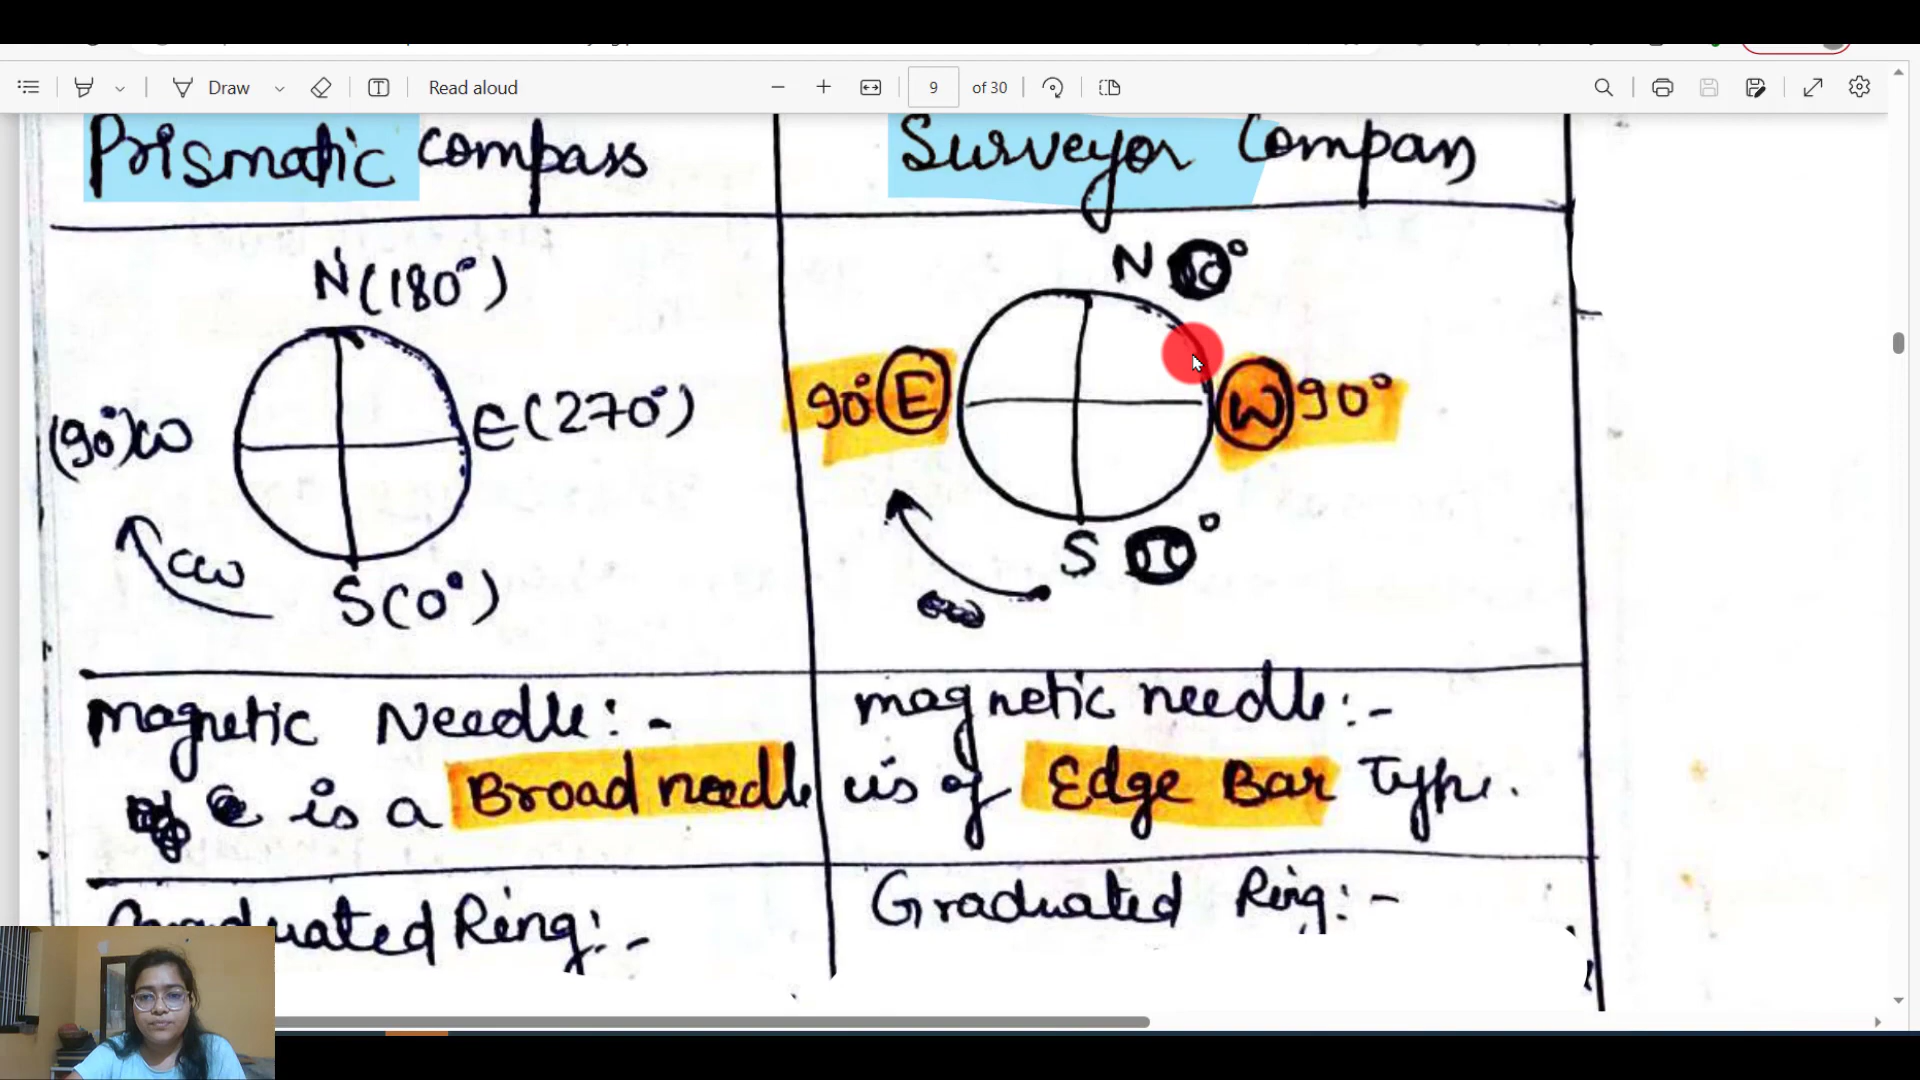 Draw
Read aloud
9 of 30
Prismatic Compass
Surveyor Compass
N (180°)
(90°) W
E (270°)
S (0°)
N 0°
90° E
W 90°
S 0°
Magnetic Needle:-
is a Broad needle
magnetic needle:-
is of Edge Bar Type.
Graduated Ring:-
Graduated Ring:-